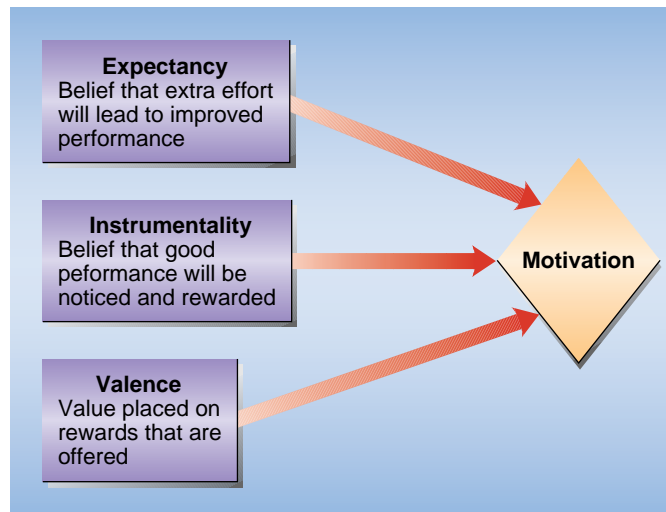 Expectancy
Belief that extra effort
will lead to improved
performance
Instrumentality
Belief that good
peformance will be
noticed and rewarded
Motivation
Valence
Value placed on
rewards that are
offered